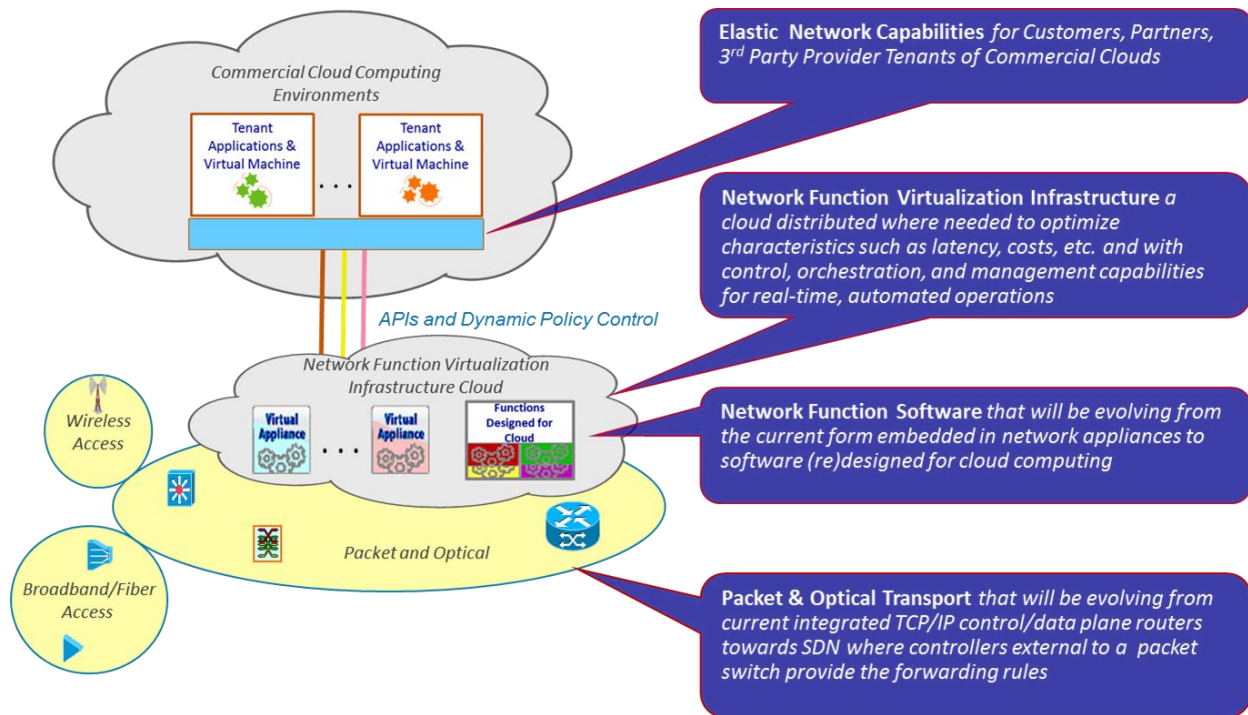 Commercial Cloud Computing
Environments
Tenant
Applications &
Virtual Machine
. . .
Tenant
Applications &
Virtual Machine
APIs and Dynamic Policy Control
Network Function Virtualization
Infrastructure Cloud
Virtual
Appliance
. . .
Virtual
Appliance
Functions
Designed for
Cloud
Wireless
Access
Packet and Optical
Broadband/Fiber
Access
Elastic Network Capabilities for Customers, Partners,
3rd Party Provider Tenants of Commercial Clouds
Network Function Virtualization Infrastructure a
cloud distributed where needed to optimize
characteristics such as latency, costs, etc. and with
control, orchestration, and management capabilities
for real-time, automated operations
Network Function Software that will be evolving from
the current form embedded in network appliances to
software (re)designed for cloud computing
Packet & Optical Transport that will be evolving from
current integrated TCP/IP control/data plane routers
towards SDN where controllers external to a packet
switch provide the forwarding rules